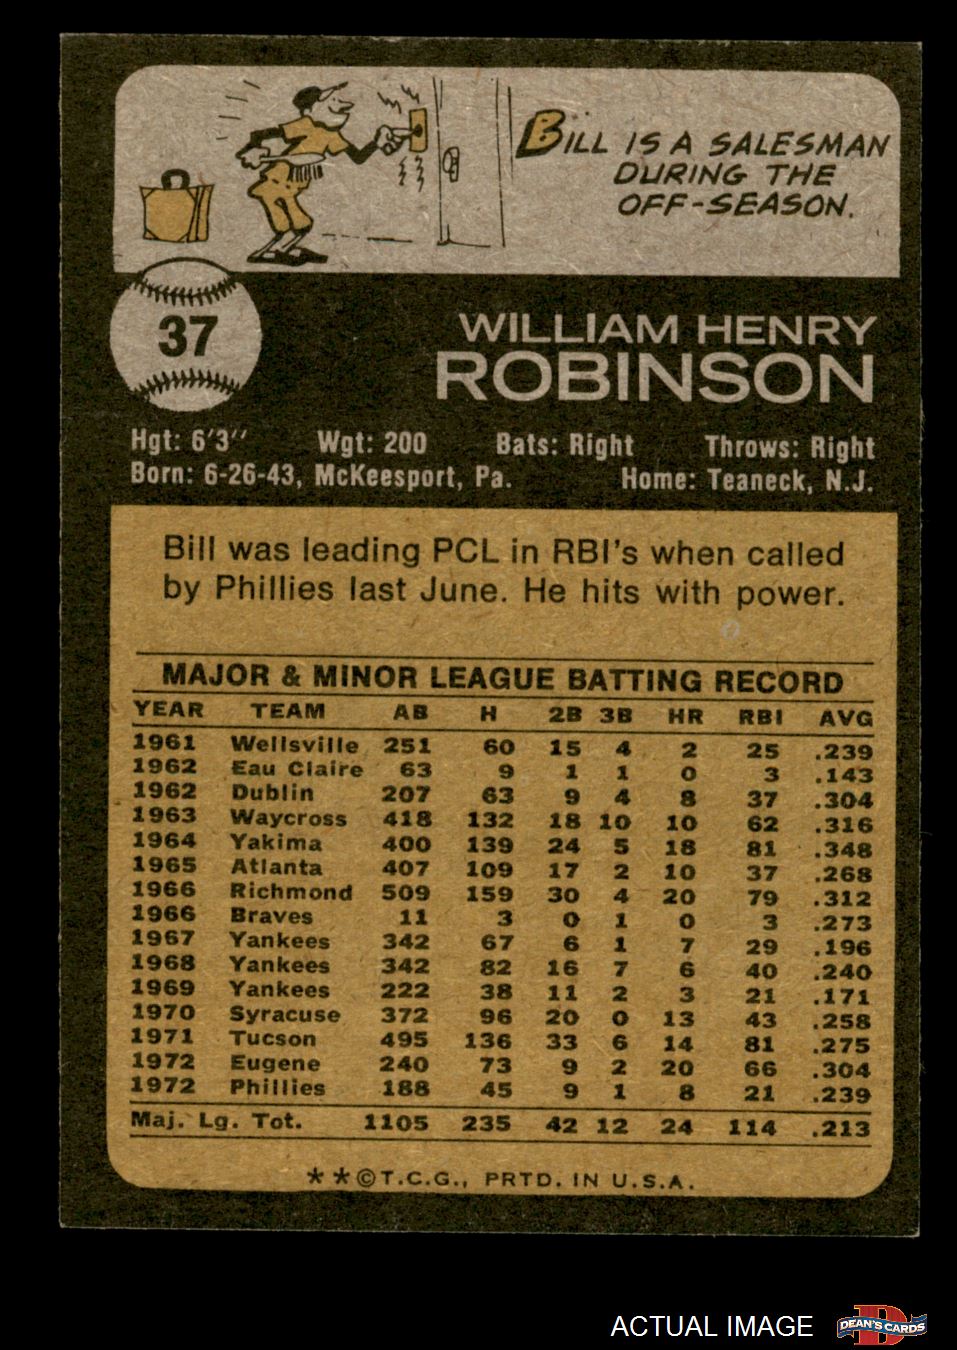 BILL IS A SALESMAN
DURING THE
OFF-SEASON.
37
WILLIAM HENRY
ROBINSON
Hgt: 6'3" Wgt: 200 Bats: Right Throws: Right
Born: 6-26-43, McKeesport, Pa. Home: Teaneck, N.J.
Bill was leading PCL in RBI's when called
by Phillies last June. He hits with power.
MAJOR & MINOR LEAGUE BATTING RECORD
YEAR TEAM AB H 2B 3B HR RBI AVG
1961 Wellsville 251 60 15 4 2 25 .239
1962 Eau Claire 63 9 1 1 0 3 .143
1962 Dublin 207 63 9 4 8 37 .304
1963 Waycross 418 132 18 10 10 62 .316
1964 Yakima 400 139 24 5 18 81 .348
1965 Atlanta 407 109 17 2 10 37 .268
1966 Richmond 509 159 30 4 20 79 .312
1966 Braves 11 3 0 1 0 3 .273
1967 Yankees 342 67 6 1 7 29 .196
1968 Yankees 342 82 16 7 6 40 .240
1969 Yankees 222 38 11 2 3 21 .171
1970 Syracuse 372 96 20 0 13 43 .258
1971 Tucson 495 136 33 6 14 81 .275
1972 Eugene 240 73 9 2 20 66 .304
1972 Phillies 188 45 9 1 8 21 .239
Maj. Lg. Tot. 1105 235 42 12 24 114 .213
**©T.C.G., PRTD. IN U.S.A.
ACTUAL IMAGE
DEAN'S CARDS